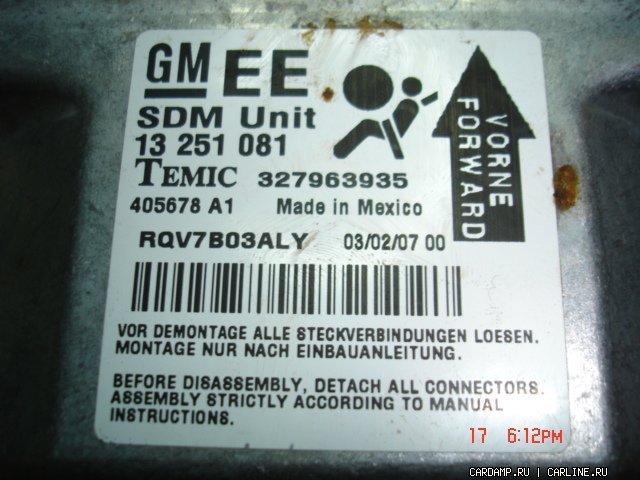 GM EE
SDM Unit
13 251 081
TEMIC 327963935
405678 A1 Made in Mexico
VORNE
FORWARD
RQV7B03ALY 03/02/07 00
VOR DEMONTAGE ALLE STECKVERBINDUNGEN LOESEN.
MONTAGE NUR NACH EINBAUANLEITUNG.
BEFORE DISASSEMBLY, DETACH ALL CONNECTORS.
ASSEMBLY STRICTLY ACCORDING TO MANUAL
INSTRUCTIONS.
17 6:12PM
CARDAMP.RU | CARLINE.RU